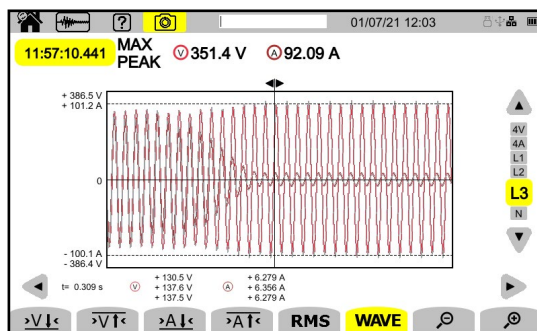 ? 01/07/21 12:03
11:57:10.441 MAX PEAK V 351.4 V A 92.09 A
+ 386.5 V
+ 101.2 A
0
- 100.1 A
- 386.4 V
4V
4A
L1
L2
L3
N
t= 0.309 s V + 130.5 V A + 6.279 A
+ 137.6 V + 6.356 A
+ 137.5 V + 6.279 A
>V↓< >V↑< >A↓< >A↑< RMS WAVE